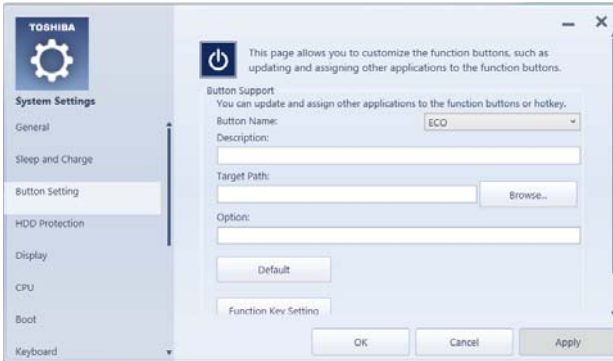 TOSHIBA
System Settings
General
Sleep and Charge
Button Setting
HDD Protection
Display
CPU
Boot
Keyboard
This page allows you to customize the function buttons, such as
updating and assigning other applications to the function buttons.
Button Support
You can update and assign other applications to the function buttons or hotkey.
Button Name:
ECO
Description:
Target Path:
Browse...
Option:
Default
Function Key Setting
OK
Cancel
Apply